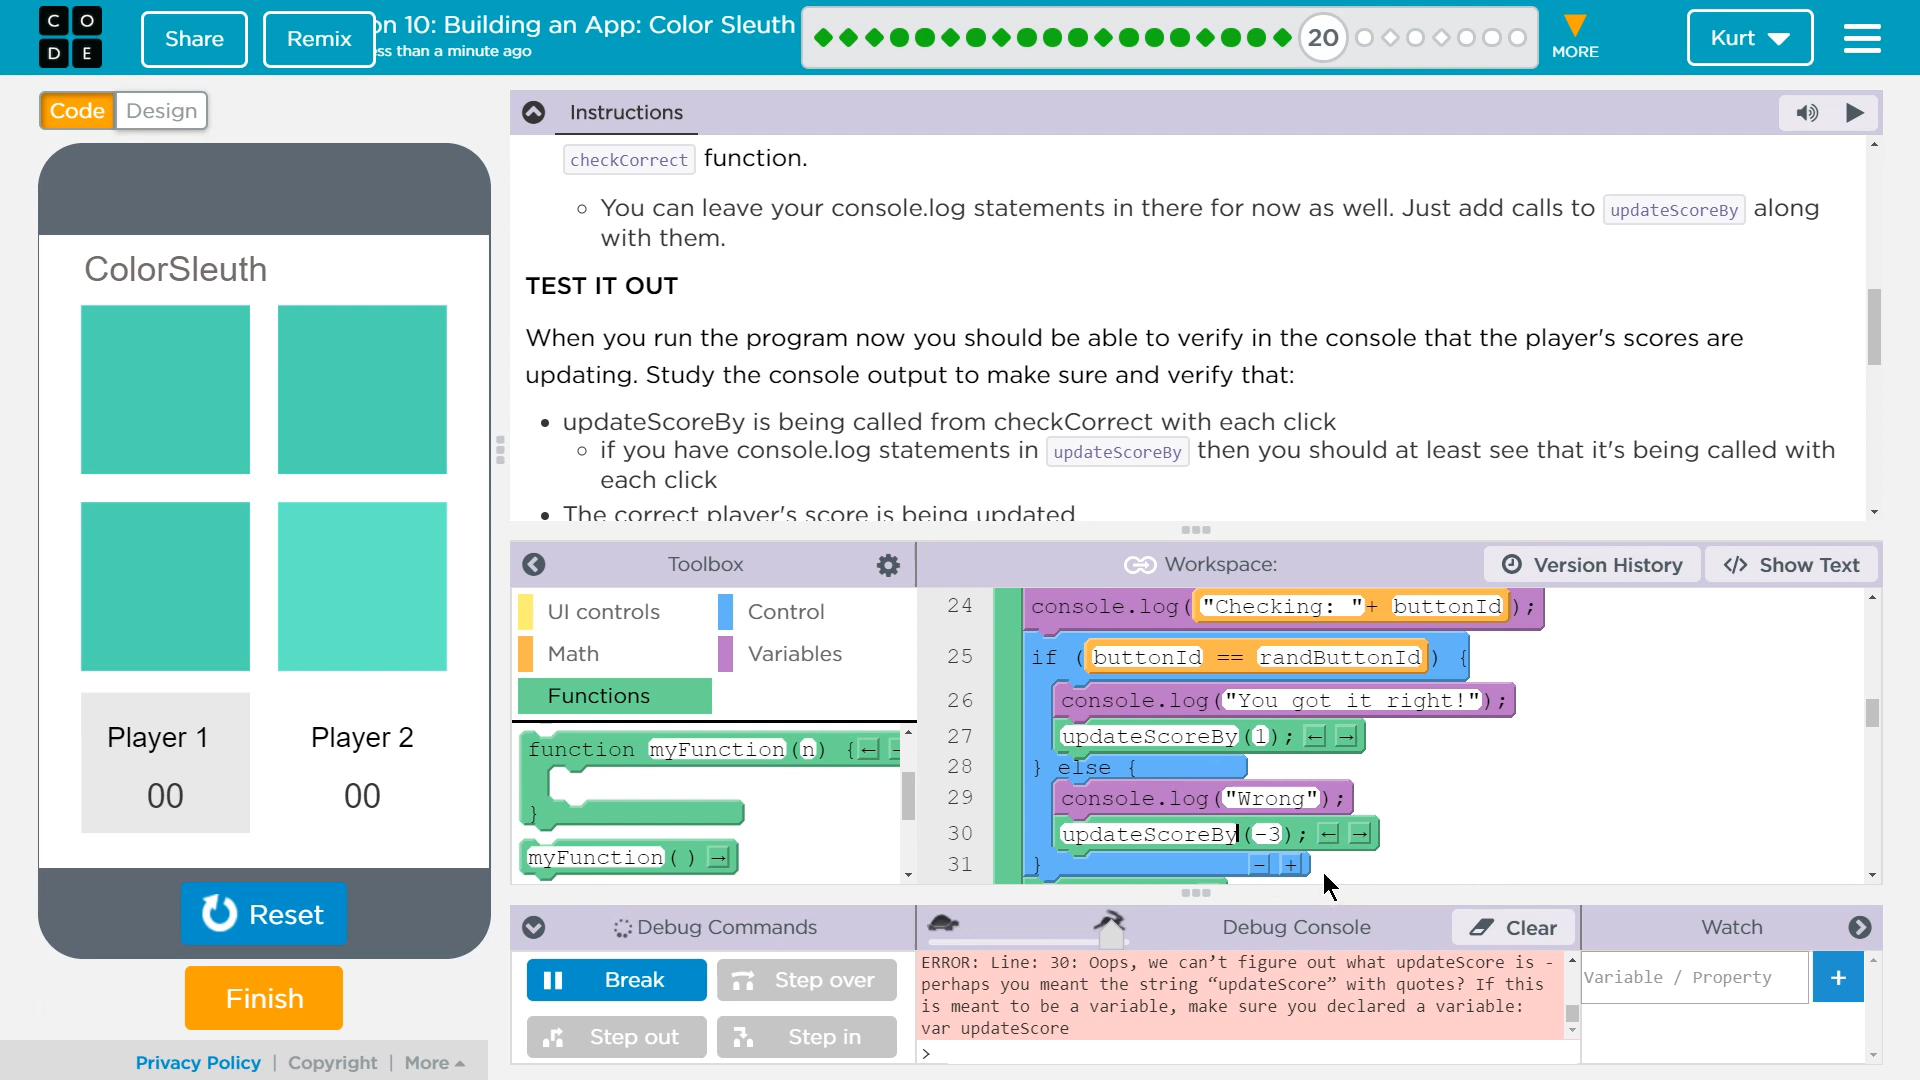 CODE
Share
Remix
on 10: Building an App: Color Sleuth
ess than a minute ago
20
MORE
Kurt
Code
Design
Instructions
checkCorrect function.
You can leave your console.log statements in there for now as well. Just add calls to updateScoreBy along
with them.
TEST IT OUT
When you run the program now you should be able to verify in the console that the player's scores are
updating. Study the console output to make sure and verify that:
updateScoreBy is being called from checkCorrect with each click
if you have console.log statements in updateScoreBy then you should at least see that it's being called with
each click
The correct player's score is being updated
ColorSleuth
Player 1
00
Player 2
00
Reset
Finish
Privacy Policy | Copyright | More
Toolbox
UI controls
Control
Math
Variables
Functions
function myFunction(n) {
}
myFunction()
Workspace:
Version History
</> Show Text
24 console.log("Checking: "+ buttonId);
25 if (buttonId == randButtonId) {
26 console.log("You got it right!");
27 updateScoreBy(1);
28 } else {
29 console.log("Wrong");
30 updateScoreBy(-3);
31 } - +
Debug Commands
Break
Step over
Step out
Step in
Debug Console
Clear
ERROR: Line: 30: Oops, we can’t figure out what updateScore is -
perhaps you meant the string “updateScore” with quotes? If this
is meant to be a variable, make sure you declared a variable:
var updateScore
>
Watch
Variable / Property
+